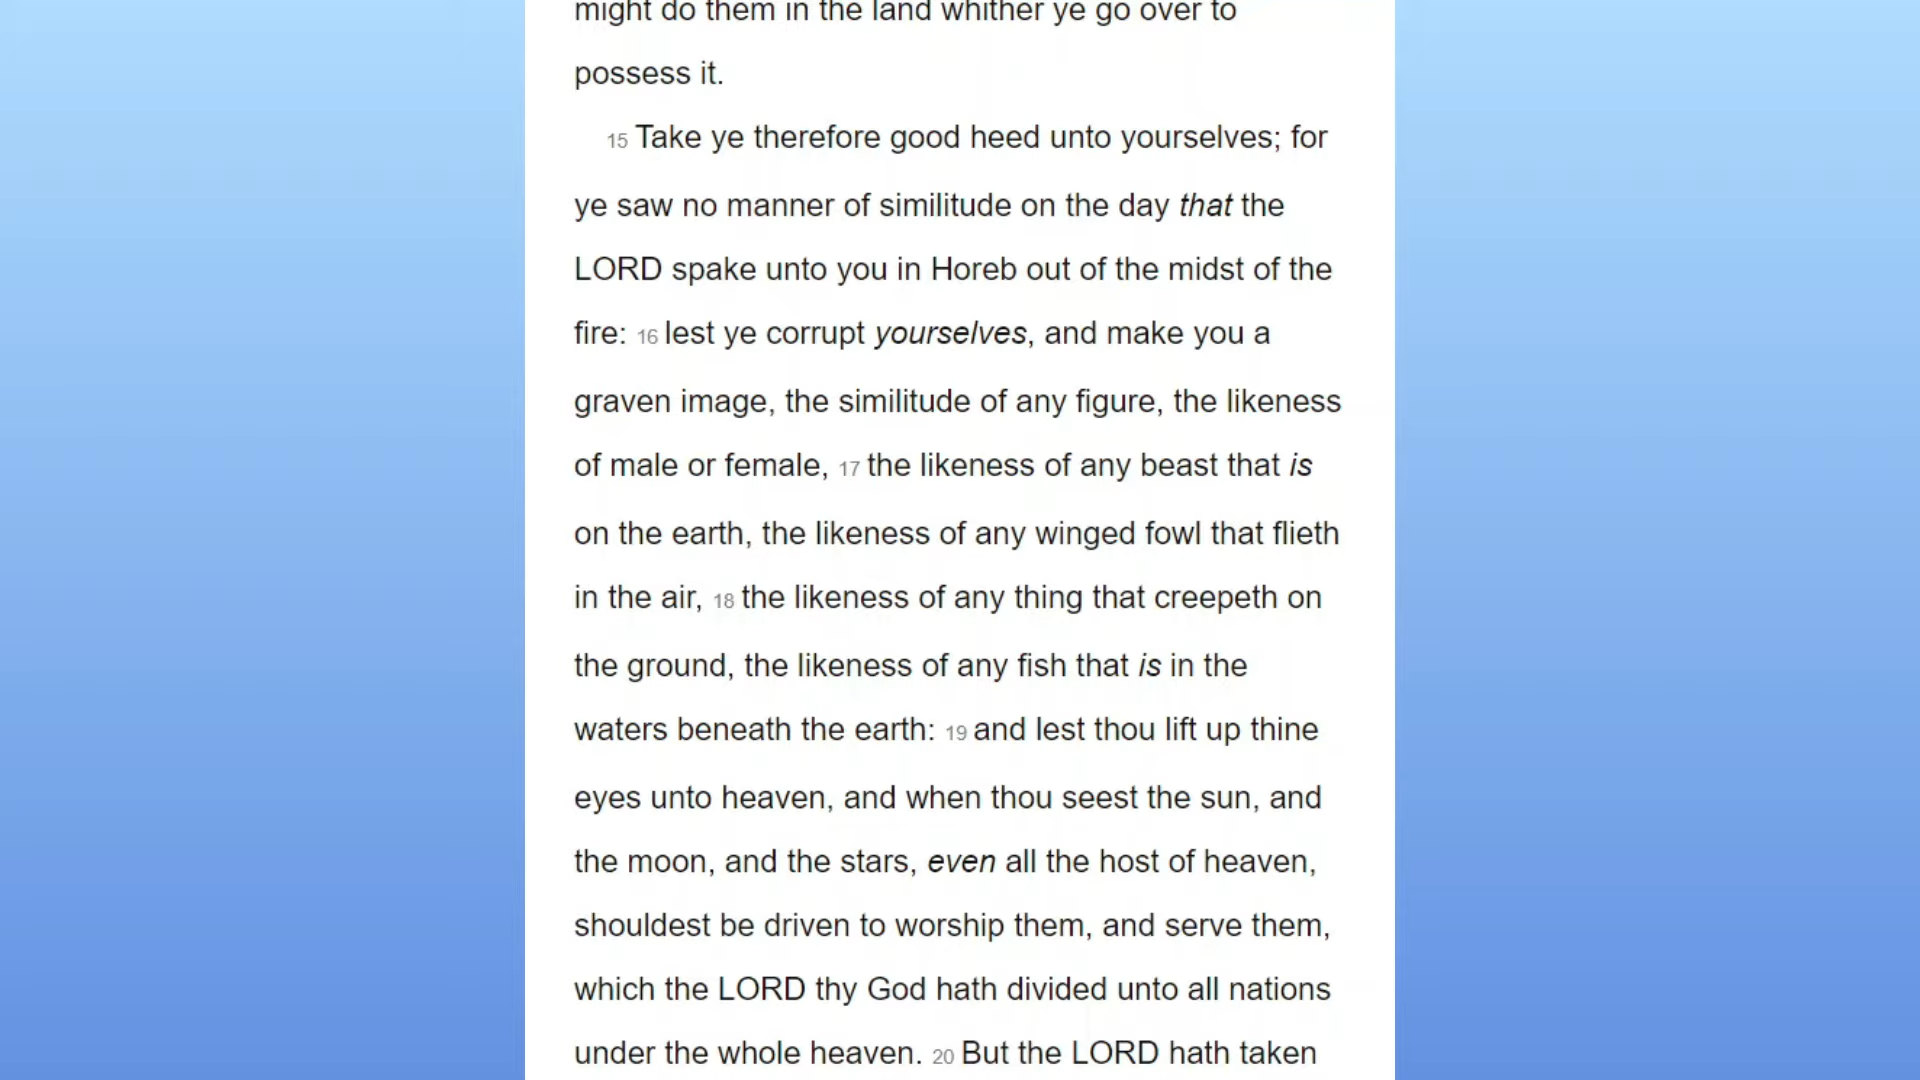 might do them in the land whither ye go over to
possess it.
15 Take ye therefore good heed unto yourselves; for
ye saw no manner of similitude on the day that the
LORD spake unto you in Horeb out of the midst of the
fire: 16 lest ye corrupt yourselves, and make you a
graven image, the similitude of any figure, the likeness
of male or female, 17 the likeness of any beast that is
on the earth, the likeness of any winged fowl that flieth
in the air, 18 the likeness of any thing that creepeth on
the ground, the likeness of any fish that is in the
waters beneath the earth: 19 and lest thou lift up thine
eyes unto heaven, and when thou seest the sun, and
the moon, and the stars, even all the host of heaven,
shouldest be driven to worship them, and serve them,
which the LORD thy God hath divided unto all nations
under the whole heaven. 20 But the LORD hath taken